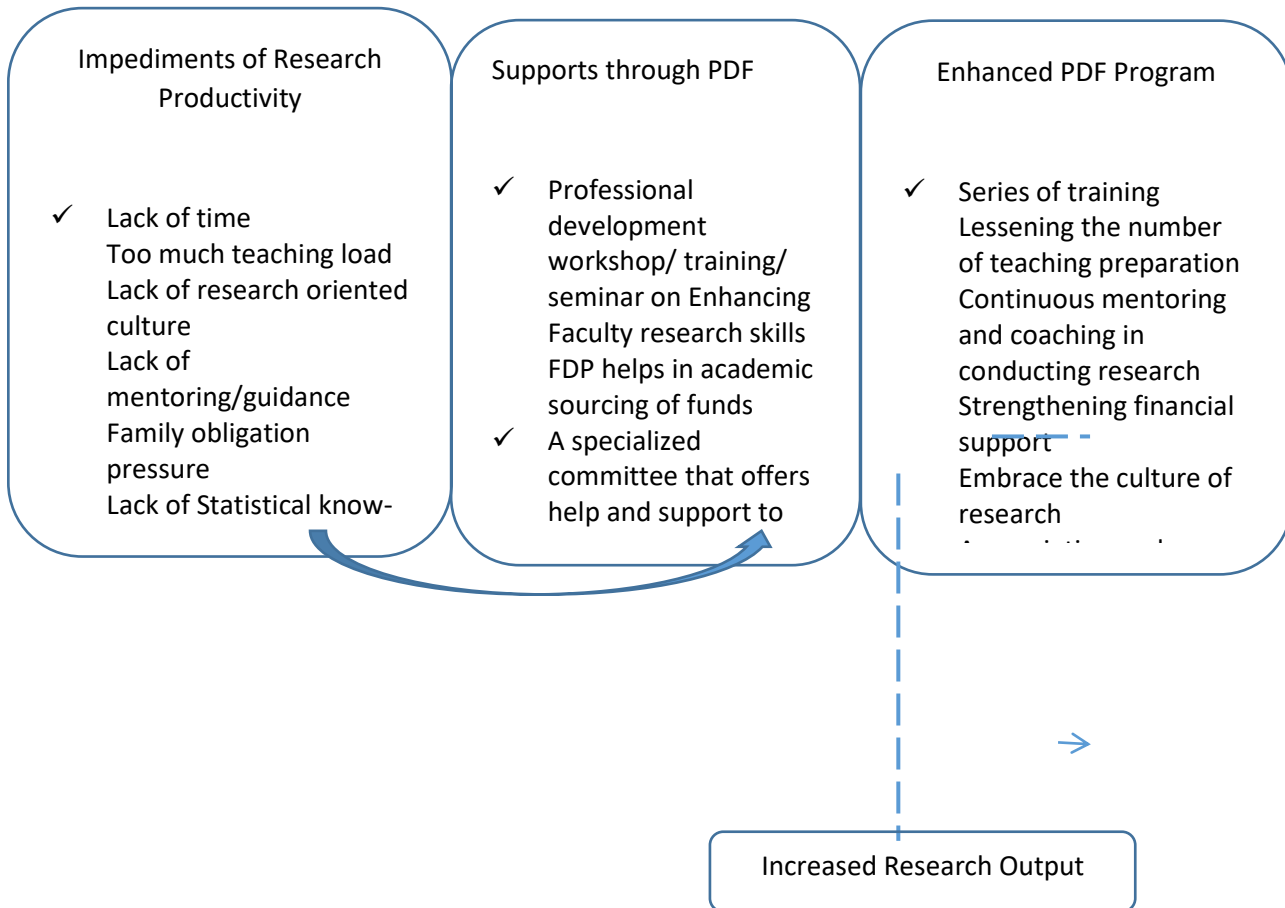 Impediments of Research
Productivity
✓ Lack of time
Too much teaching load
Lack of research oriented
culture
Lack of
mentoring/guidance
Family obligation
pressure
Lack of Statistical know-
Supports through PDF
✓ Professional
development
workshop/ training/
seminar on Enhancing
Faculty research skills
FDP helps in academic
sourcing of funds
✓ A specialized
committee that offers
help and support to
Enhanced PDF Program
✓ Series of training
Lessening the number
of teaching preparation
Continuous mentoring
and coaching in
conducting research
Strengthening financial
support
Embrace the culture of
research
Increased Research Output